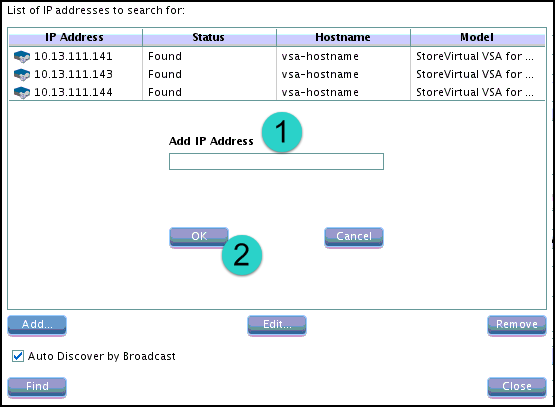 List of IP addresses to search for:
IP Address Status Hostname Model
10.13.111.141 Found vsa-hostname StoreVirtual VSA for ...
10.13.111.143 Found vsa-hostname StoreVirtual VSA for ...
10.13.111.144 Found vsa-hostname StoreVirtual VSA for ...
1
Add IP Address
OK Cancel
2
Add... Edit... Remove
Auto Discover by Broadcast
Find Close